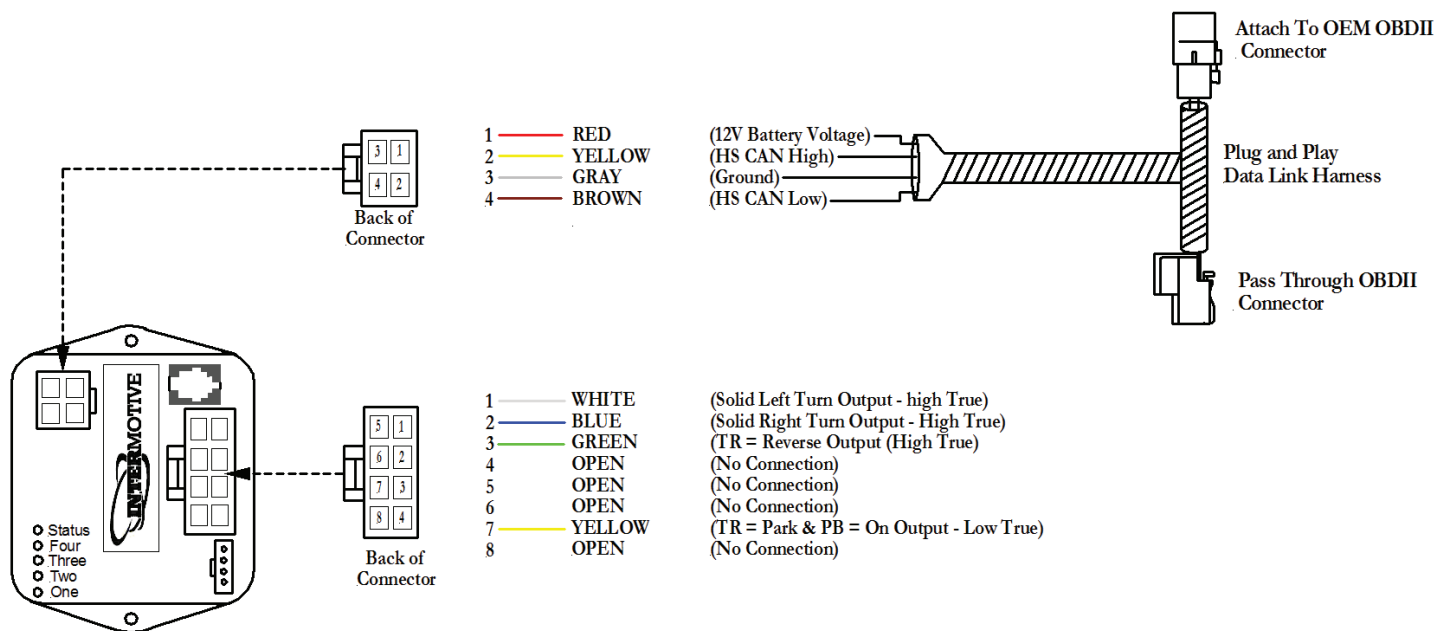 Attach To OEM OBDII
Connector
3 1
4 2
Back of
Connector
1 RED (12V Battery Voltage)
2 YELLOW (HS CAN High)
3 GRAY (Ground)
4 BROWN (HS CAN Low)
Plug and Play
Data Link Harness
Pass Through OBDII
Connector
INTERMOTIVE
Status
Four
Three
Two
One
5 1
6 2
7 3
8 4
Back of
Connector
1 WHITE (Solid Left Turn Output - high True)
2 BLUE (Solid Right Turn Output - High True)
3 GREEN (TR = Reverse Output (High True)
4 OPEN (No Connection)
5 OPEN (No Connection)
6 OPEN (No Connection)
7 YELLOW (TR = Park & PB = On Output - Low True)
8 OPEN (No Connection)